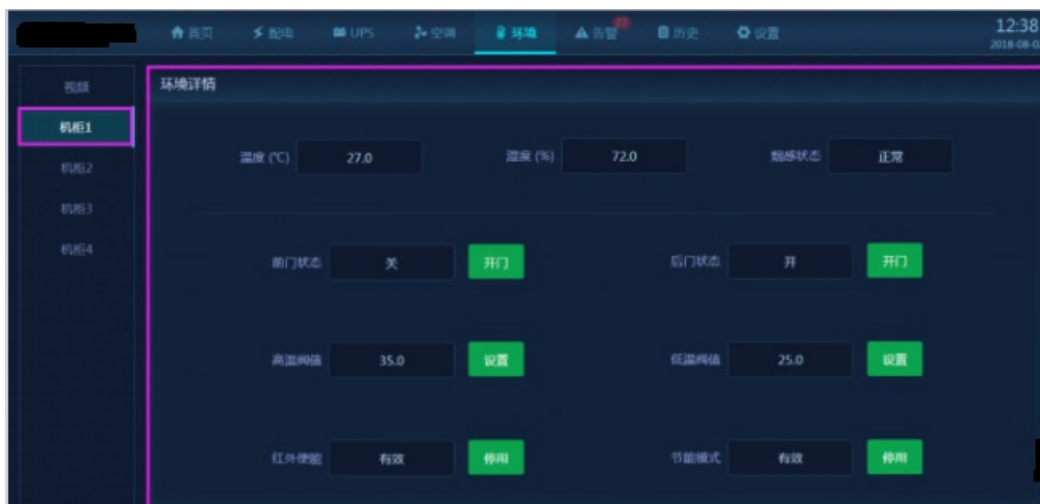 首页 配电 UPS 空调 环境 告警 77 历史 设置 12:38
2018-08-0
视频
环境详情
机柜1
机柜2
机柜3
机柜4
温度 (℃) 27.0 湿度 (%) 72.0 烟感状态 正常
前门状态 关 开门 后门状态 开 开门
高温阀值 35.0 设置 低温阀值 25.0 设置
红外使能 有效 停用 节能模式 有效 停用